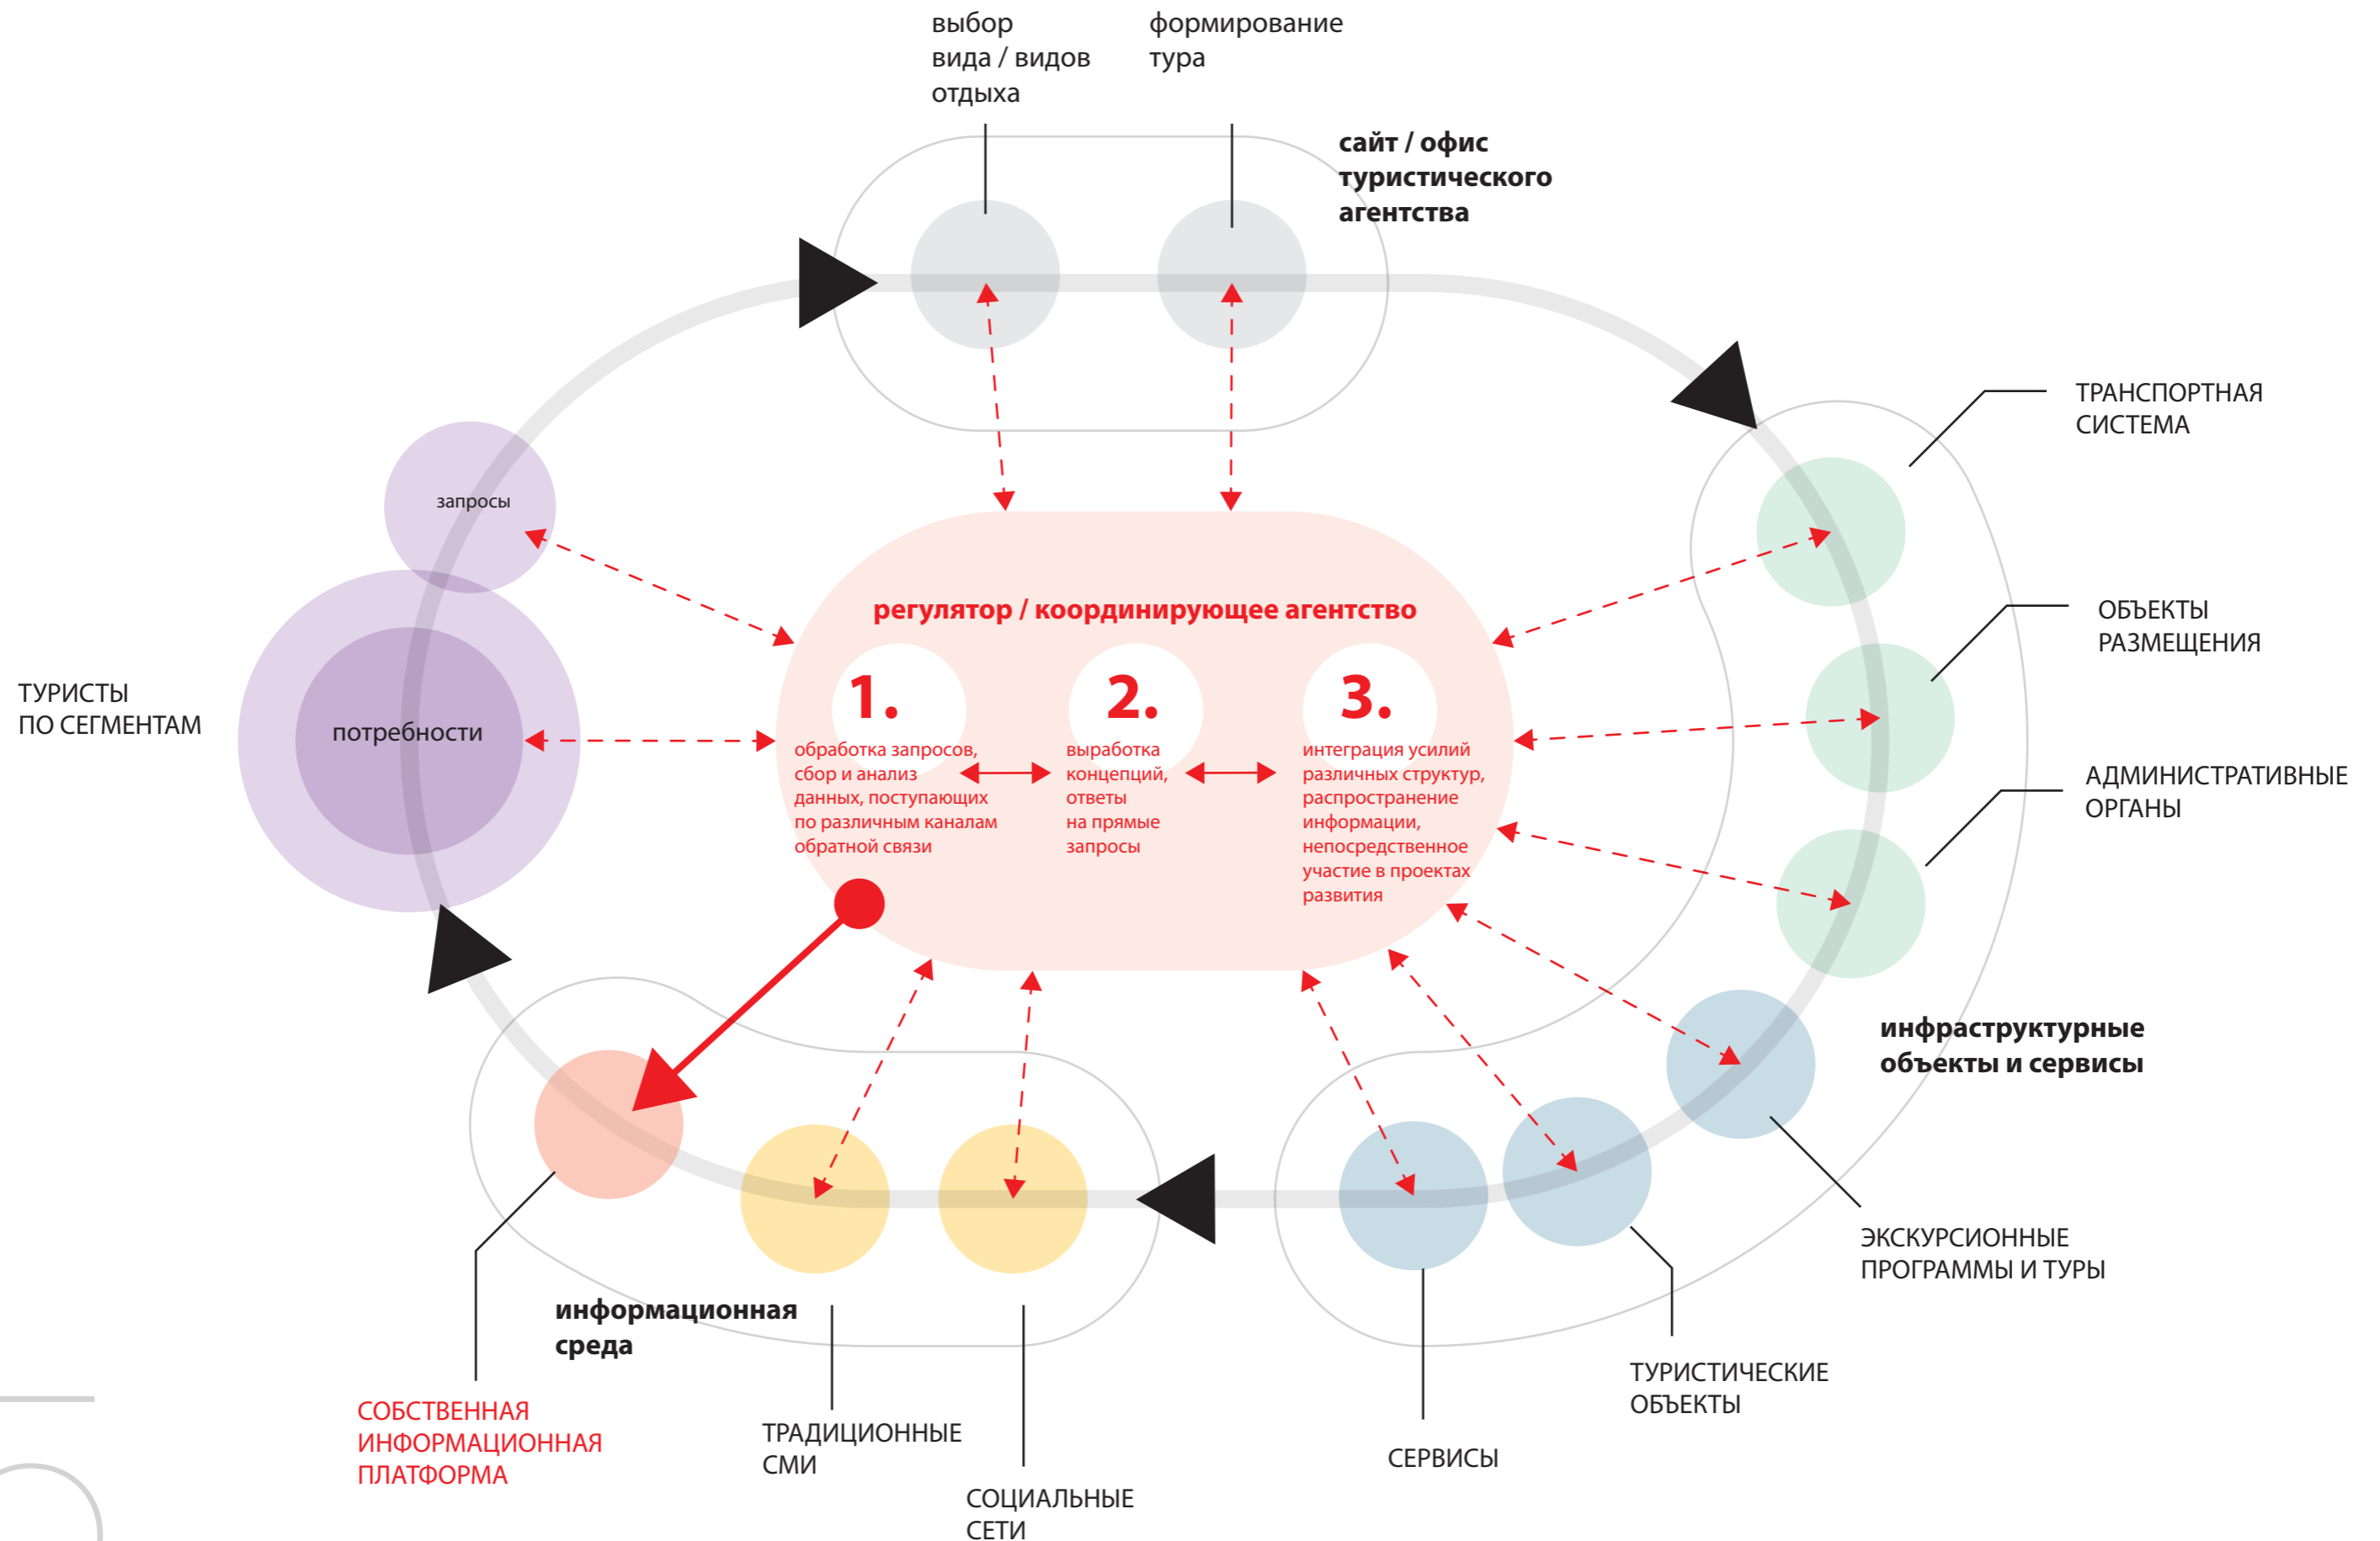 выбор
вида / видов
отдыха
формирование
тура
сайт / офис
туристического
агентства
ТРАНСПОРТНАЯ
СИСТЕМА
запросы
ОБЪЕКТЫ
РАЗМЕЩЕНИЯ
регулятор / координирующее агентство
ТУРИСТЫ
ПО СЕГМЕНТАМ
потребности
1.
обработка запросов,
сбор и анализ
данных, поступающих
по различным каналам
обратной связи
2.
выработка
концепций,
ответы
на прямые
запросы
3.
интеграция усилий
различных структур,
распространение
информации,
непосредственное
участие в проектах
развития
АДМИНИСТРАТИВНЫЕ
ОРГАНЫ
инфраструктурные
объекты и сервисы
ЭКСКУРСИОННЫЕ
ПРОГРАММЫ И ТУРЫ
информационная
среда
ТУРИСТИЧЕСКИЕ
ОБЪЕКТЫ
СОБСТВЕННАЯ
ИНФОРМАЦИОННАЯ
ПЛАТФОРМА
ТРАДИЦИОННЫЕ
СМИ
СЕРВИСЫ
СОЦИАЛЬНЫЕ
СЕТИ